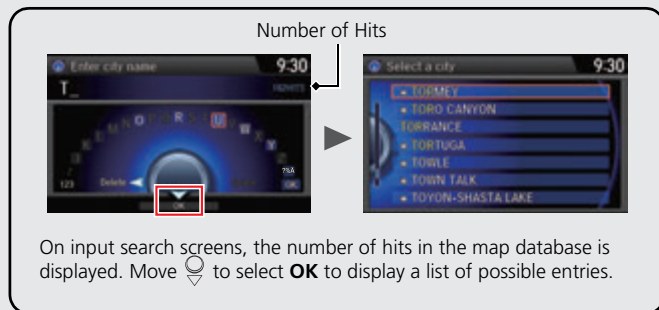 Number of Hits
Enter city name 9:30
T_
123 Delete OK
OK
Select a city 9:30
TORMEY
TORO CANYON
TORRANCE
TORTUGA
TOWLE
TOWN TALK
TOYON-SHASTA LAKE
On input search screens, the number of hits in the map database is
displayed. Move to select OK to display a list of possible entries.